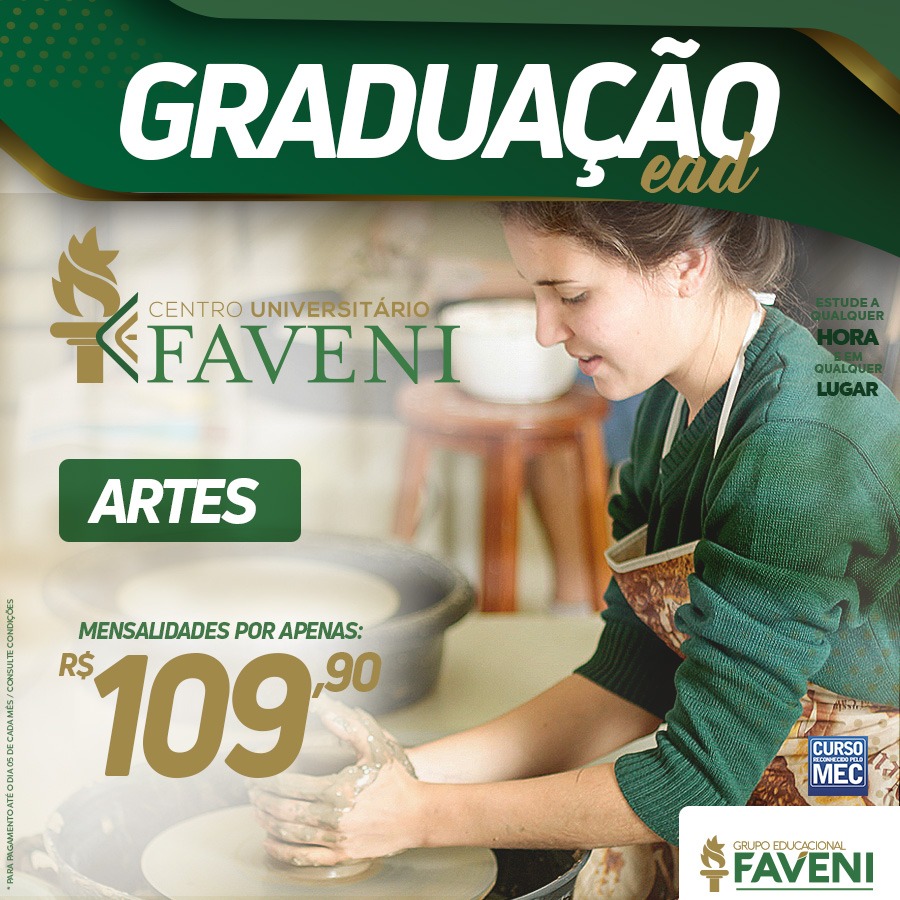 GRADUAÇÃO
ead
CENTRO UNIVERSITÁRIO
FAVENI
ESTUDE A
QUALQUER
HORA
E EM
QUALQUER
LUGAR
ARTES
MENSALIDADES POR APENAS:
R$109,90
* PARA PAGAMENTO ATÉ O DIA 05 DE CADA MÊS / CONSULTE CONDIÇÕES
CURSO
RECONHECIDO PELO
MEC
GRUPO EDUCACIONAL
FAVENI